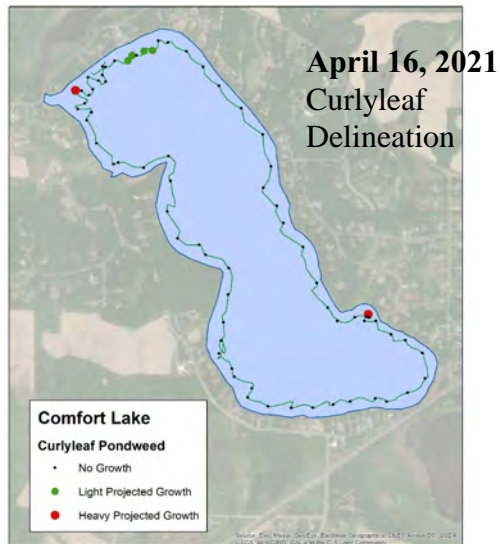 April 16, 2021
Curlyleaf
Delineation
Comfort Lake
Curlyleaf Pondweed
No Growth
Light Projected Growth
Heavy Projected Growth